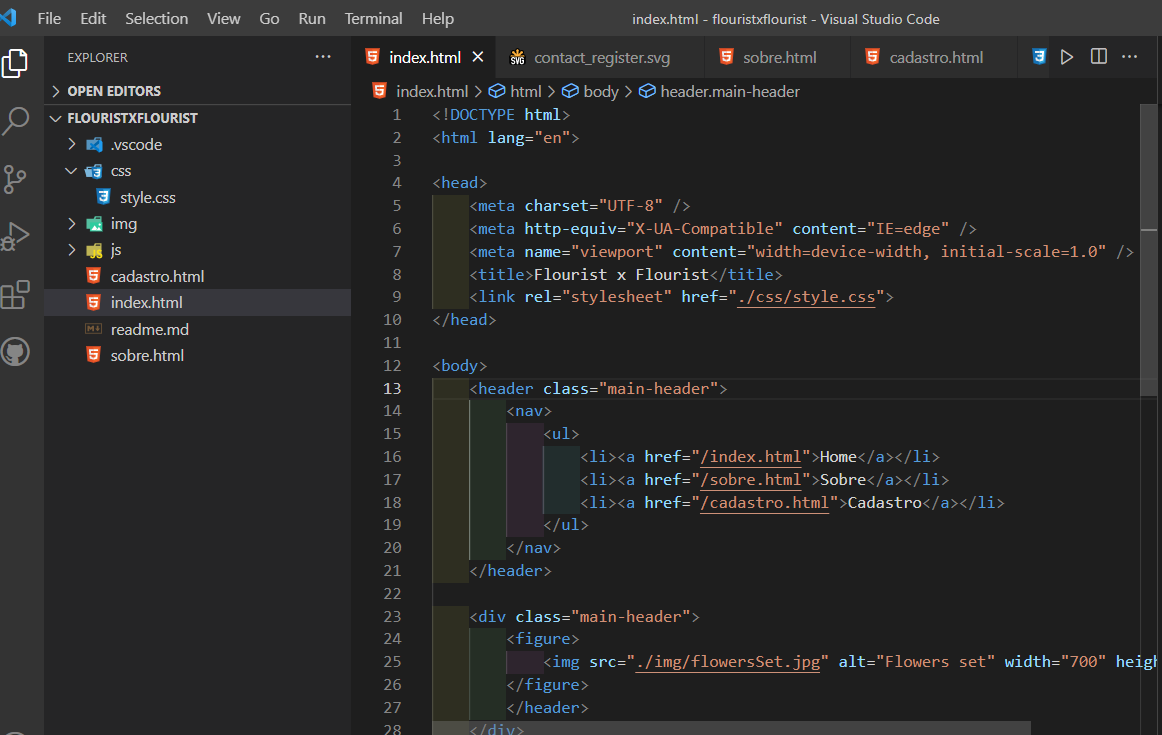 File Edit Selection View Go Run Terminal Help index.html - flouristxflourist - Visual Studio Code
EXPLORER
OPEN EDITORS
FLOURISTXFLOURIST
.vscode
css
style.css
img
js
cadastro.html
index.html
readme.md
sobre.html
index.html contact_register.svg sobre.html cadastro.html
index.html > html > body > header.main-header
1 <!DOCTYPE html>
2 <html lang="en">
3
4 <head>
5 <meta charset="UTF-8" />
6 <meta http-equiv="X-UA-Compatible" content="IE=edge" />
7 <meta name="viewport" content="width=device-width, initial-scale=1.0" />
8 <title>Flourist x Flourist</title>
9 <link rel="stylesheet" href="./css/style.css">
10 </head>
11
12 <body>
13 <header class="main-header">
14 <nav>
15 <ul>
16 <li><a href="/index.html">Home</a></li>
17 <li><a href="/sobre.html">Sobre</a></li>
18 <li><a href="/cadastro.html">Cadastro</a></li>
19 </ul>
20 </nav>
21 </header>
22
23 <div class="main-header">
24 <figure>
25 <img src="./img/flowersSet.jpg" alt="Flowers set" width="700" heigh
26 </figure>
27 </header>
28 </div>